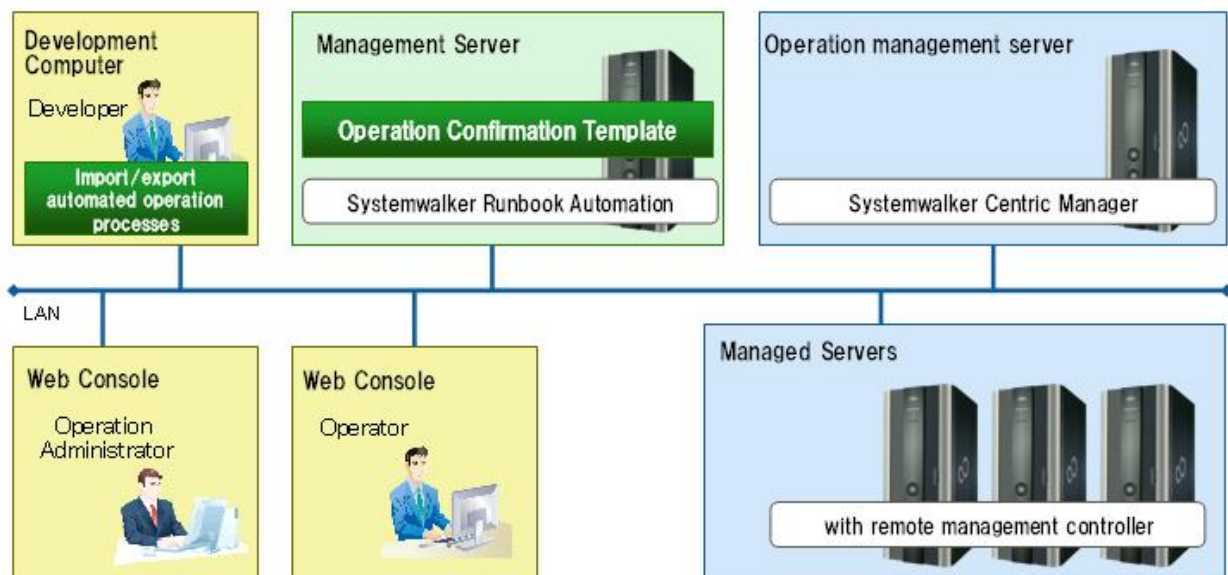 Development
Computer
Developer
Import/export
automated operation
processes
Management Server
Operation Confirmation Template
Systemwalker Runbook Automation
Operation management server
Systemwalker Centric Manager
LAN
Web Console
Operation
Administrator
Web Console
Operator
Managed Servers
with remote management controller